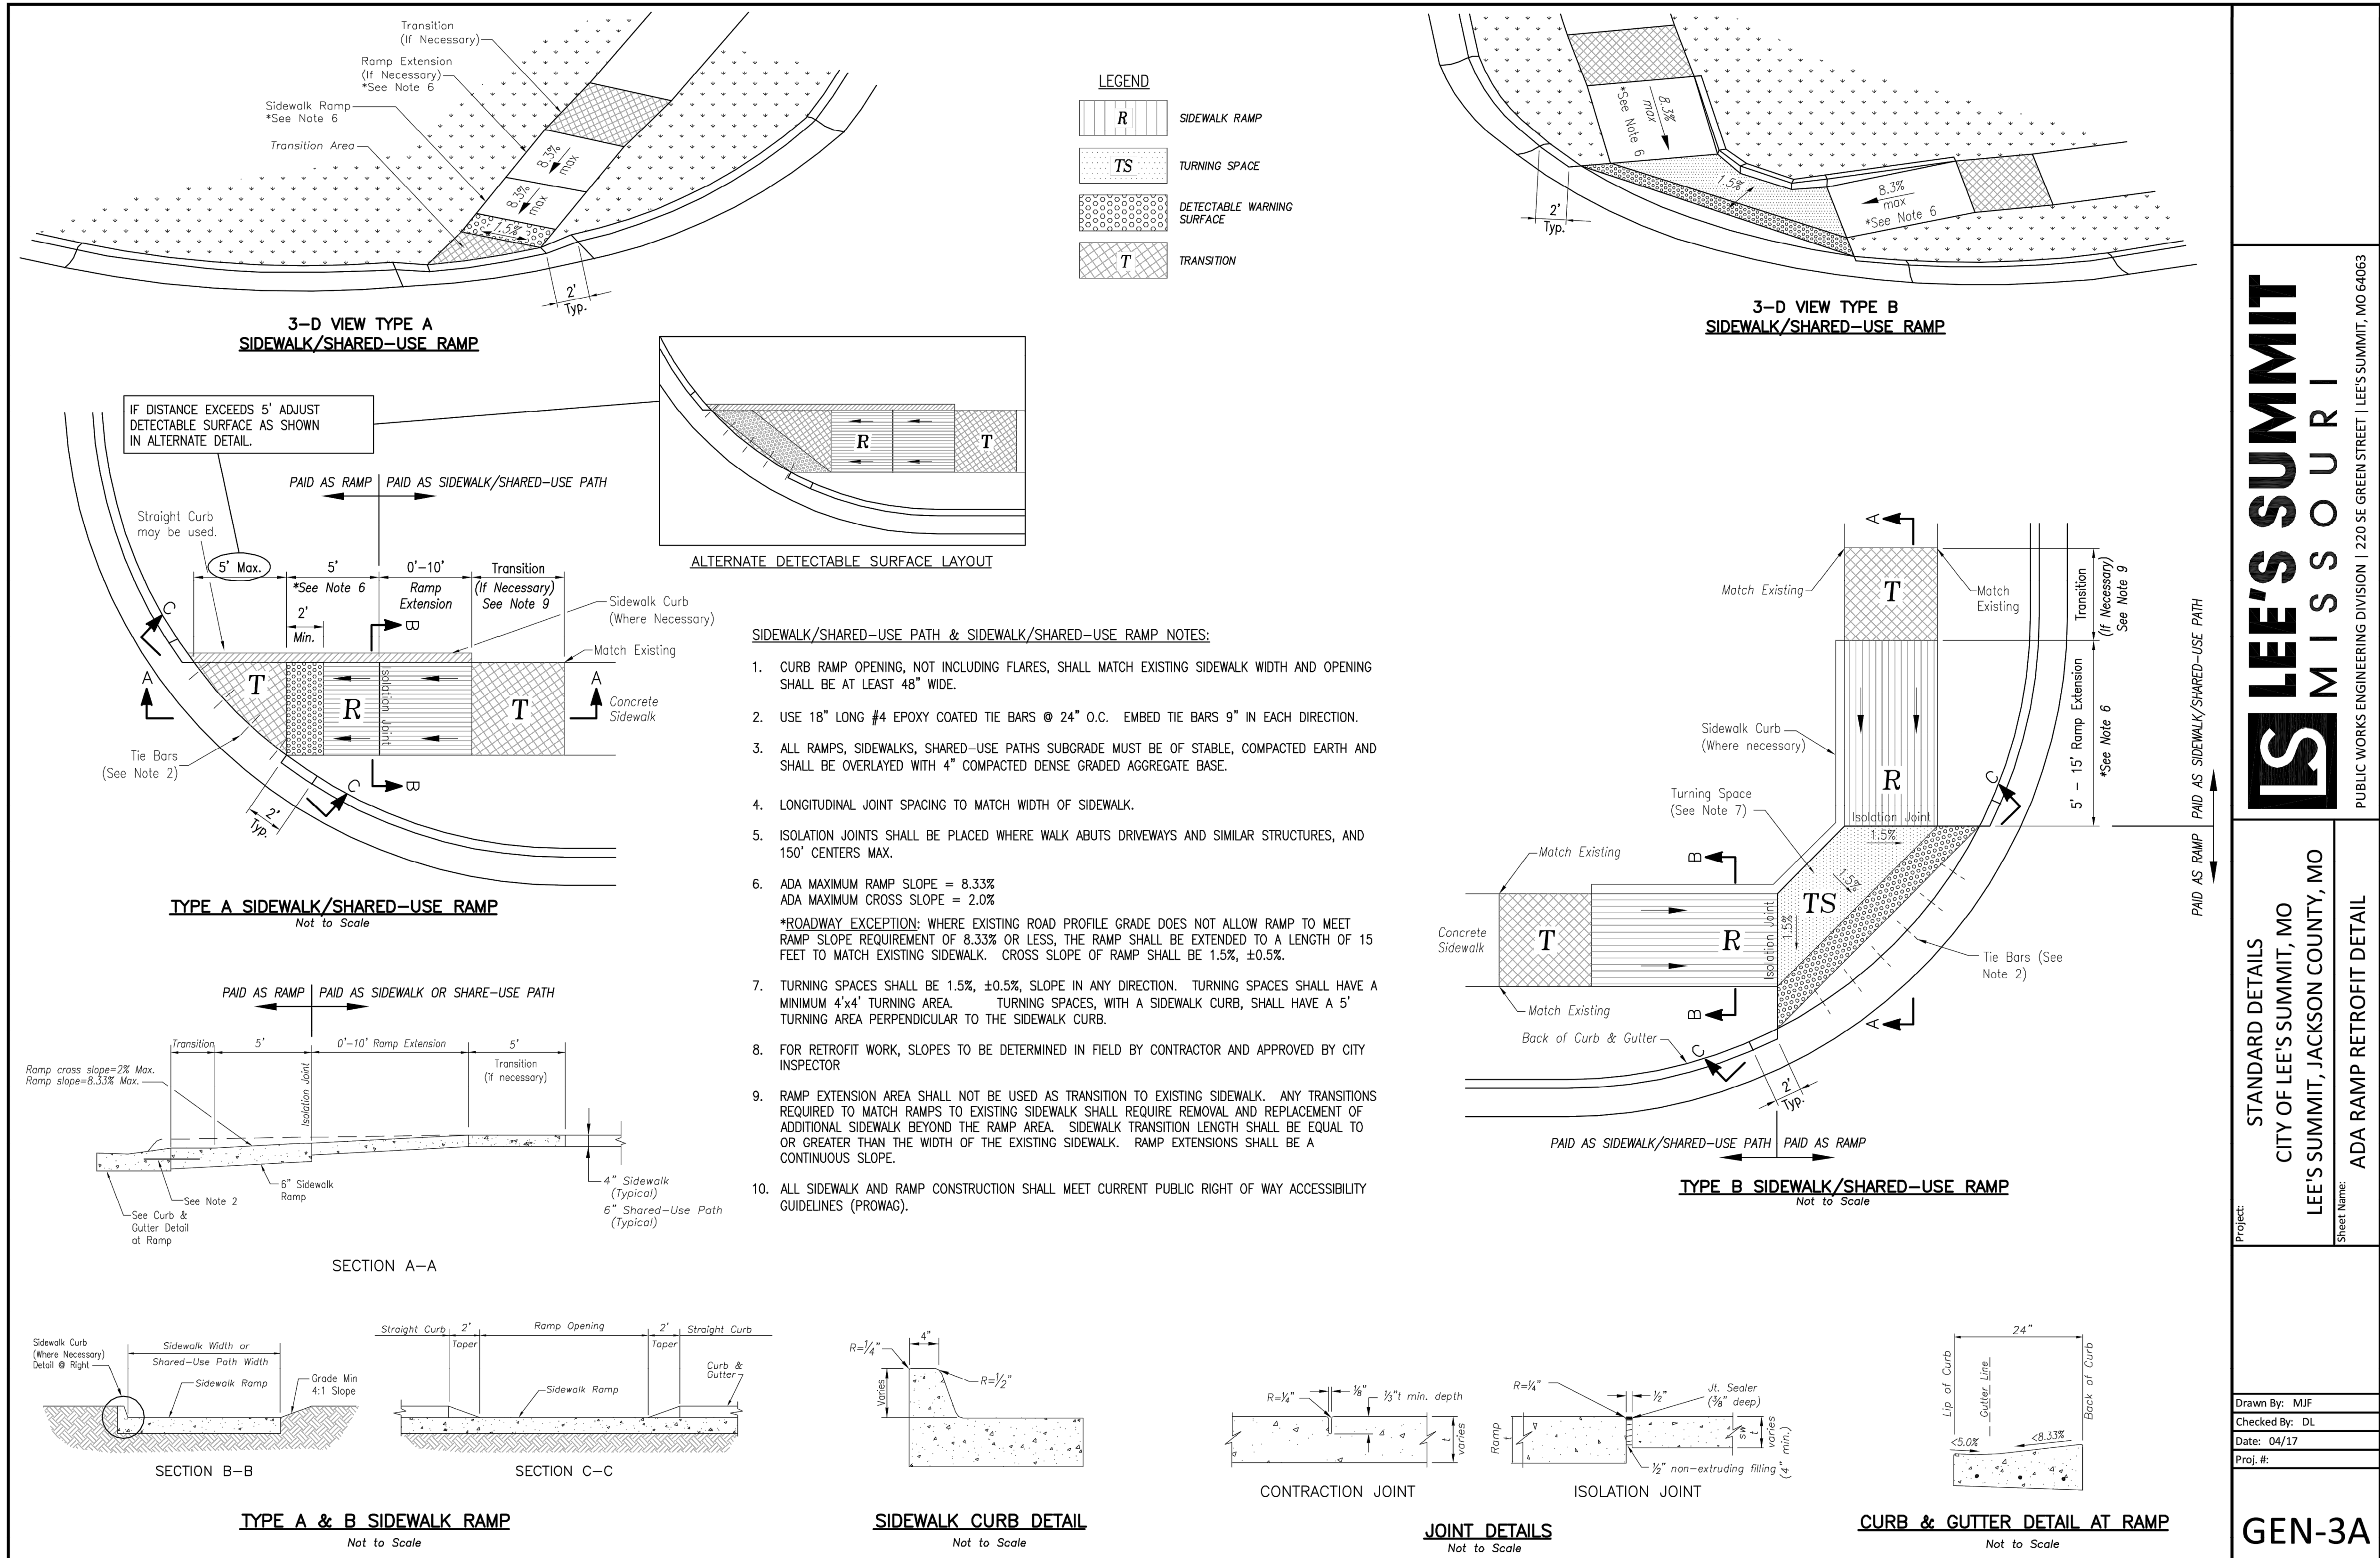 Transition
(If Necessary)
Ramp Extension
(If Necessary)
*See Note 6
Sidewalk Ramp
*See Note 6
Transition Area
8.3%
max
8.3%
max
1.5%
2'
Typ.
3-D VIEW TYPE A
SIDEWALK/SHARED-USE RAMP
LEGEND
R
SIDEWALK RAMP
TS
TURNING SPACE
DETECTABLE WARNING
SURFACE
T
TRANSITION
8.3%
max
*See Note 6
1.5%
8.3%
max
*See Note 6
2'
Typ.
3-D VIEW TYPE B
SIDEWALK/SHARED-USE RAMP
IF DISTANCE EXCEEDS 5' ADJUST
DETECTABLE SURFACE AS SHOWN
IN ALTERNATE DETAIL.
R
T
ALTERNATE DETECTABLE SURFACE LAYOUT
PAID AS RAMP
PAID AS SIDEWALK/SHARED-USE PATH
Straight Curb
may be used.
5' Max.
5'
*See Note 6
2'
Min.
0'-10'
Ramp
Extension
Transition
(If Necessary)
See Note 9
Sidewalk Curb
(Where Necessary)
Match Existing
C
B
A
T
R
Isolation Joint
T
A
Concrete
Sidewalk
Tie Bars
(See Note 2)
C
B
2'
Typ.
TYPE A SIDEWALK/SHARED-USE RAMP
Not to Scale
SIDEWALK/SHARED-USE PATH & SIDEWALK/SHARED-USE RAMP NOTES:
1. CURB RAMP OPENING, NOT INCLUDING FLARES, SHALL MATCH EXISTING SIDEWALK WIDTH AND OPENING
SHALL BE AT LEAST 48" WIDE.
2. USE 18" LONG #4 EPOXY COATED TIE BARS @ 24" O.C. EMBED TIE BARS 9" IN EACH DIRECTION.
3. ALL RAMPS, SIDEWALKS, SHARED-USE PATHS SUBGRADE MUST BE OF STABLE, COMPACTED EARTH AND
SHALL BE OVERLAYED WITH 4" COMPACTED DENSE GRADED AGGREGATE BASE.
4. LONGITUDINAL JOINT SPACING TO MATCH WIDTH OF SIDEWALK.
5. ISOLATION JOINTS SHALL BE PLACED WHERE WALK ABUTS DRIVEWAYS AND SIMILAR STRUCTURES, AND
150' CENTERS MAX.
6. ADA MAXIMUM RAMP SLOPE = 8.33%
ADA MAXIMUM CROSS SLOPE = 2.0%
*ROADWAY EXCEPTION: WHERE EXISTING ROAD PROFILE GRADE DOES NOT ALLOW RAMP TO MEET
RAMP SLOPE REQUIREMENT OF 8.33% OR LESS, THE RAMP SHALL BE EXTENDED TO A LENGTH OF 15
FEET TO MATCH EXISTING SIDEWALK. CROSS SLOPE OF RAMP SHALL BE 1.5%, ±0.5%.
7. TURNING SPACES SHALL BE 1.5%, ±0.5%, SLOPE IN ANY DIRECTION. TURNING SPACES SHALL HAVE A
MINIMUM 4'x4' TURNING AREA. TURNING SPACES, WITH A SIDEWALK CURB, SHALL HAVE A 5'
TURNING AREA PERPENDICULAR TO THE SIDEWALK CURB.
8. FOR RETROFIT WORK, SLOPES TO BE DETERMINED IN FIELD BY CONTRACTOR AND APPROVED BY CITY
INSPECTOR
9. RAMP EXTENSION AREA SHALL NOT BE USED AS TRANSITION TO EXISTING SIDEWALK. ANY TRANSITIONS
REQUIRED TO MATCH RAMPS TO EXISTING SIDEWALK SHALL REQUIRE REMOVAL AND REPLACEMENT OF
ADDITIONAL SIDEWALK BEYOND THE RAMP AREA. SIDEWALK TRANSITION LENGTH SHALL BE EQUAL TO
OR GREATER THAN THE WIDTH OF THE EXISTING SIDEWALK. RAMP EXTENSIONS SHALL BE A
CONTINUOUS SLOPE.
10. ALL SIDEWALK AND RAMP CONSTRUCTION SHALL MEET CURRENT PUBLIC RIGHT OF WAY ACCESSIBILITY
GUIDELINES (PROWAG).
A
Match Existing
T
Match
Existing
Transition
(If Necessary)
See Note 9
Sidewalk Curb
(Where necessary)
R
5' - 15' Ramp Extension
*See Note 6
PAID AS SIDEWALK/SHARED-USE PATH
PAID AS RAMP
C
Turning Space
(See Note 7)
Isolation Joint
1.5%
Match Existing
B
1.5%
TS
1.5%
Isolation Joint
Concrete
Sidewalk
T
R
Tie Bars (See
Note 2)
Match Existing
B
A
Back of Curb & Gutter
C
2'
Typ.
PAID AS SIDEWALK/SHARED-USE PATH
PAID AS RAMP
TYPE B SIDEWALK/SHARED-USE RAMP
Not to Scale
PAID AS RAMP
PAID AS SIDEWALK OR SHARE-USE PATH
Transition
5'
0'-10' Ramp Extension
5'
Transition
(if necessary)
Ramp cross slope=2% Max.
Ramp slope=8.33% Max.
Isolation Joint
See Note 2
6" Sidewalk
Ramp
See Curb &
Gutter Detail
at Ramp
4" Sidewalk
(Typical)
6" Shared-Use Path
(Typical)
SECTION A-A
Sidewalk Curb
(Where Necessary)
Detail @ Right
Sidewalk Width or
Shared-Use Path Width
Sidewalk Ramp
Grade Min
4:1 Slope
SECTION B-B
Straight Curb
2'
Taper
Ramp Opening
2'
Taper
Straight Curb
Curb &
Gutter
Sidewalk Ramp
SECTION C-C
TYPE A & B SIDEWALK RAMP
Not to Scale
4"
R=1/4"
R=1/2"
Varies
SIDEWALK CURB DETAIL
Not to Scale
R=1/4"
1/8"
1/3"t min. depth
t
varies
CONTRACTION JOINT
R=1/4"
1/2"
Jt. Sealer
(3/8" deep)
Ramp
t
sw
t
varies
(4" min.)
1/2" non-extruding filling
ISOLATION JOINT
JOINT DETAILS
Not to Scale
24"
Lip of Curb
Gutter Line
Back of Curb
<5.0%
<8.33%
CURB & GUTTER DETAIL AT RAMP
Not to Scale
LS LEE'S SUMMIT
MISSOURI
PUBLIC WORKS ENGINEERING DIVISION | 220 SE GREEN STREET | LEE'S SUMMIT, MO 64063
Project:
STANDARD DETAILS
CITY OF LEE'S SUMMIT, MO
LEE'S SUMMIT, JACKSON COUNTY, MO
Sheet Name:
ADA RAMP RETROFIT DETAIL
Drawn By: MJF
Checked By: DL
Date: 04/17
Proj. #:
GEN-3A